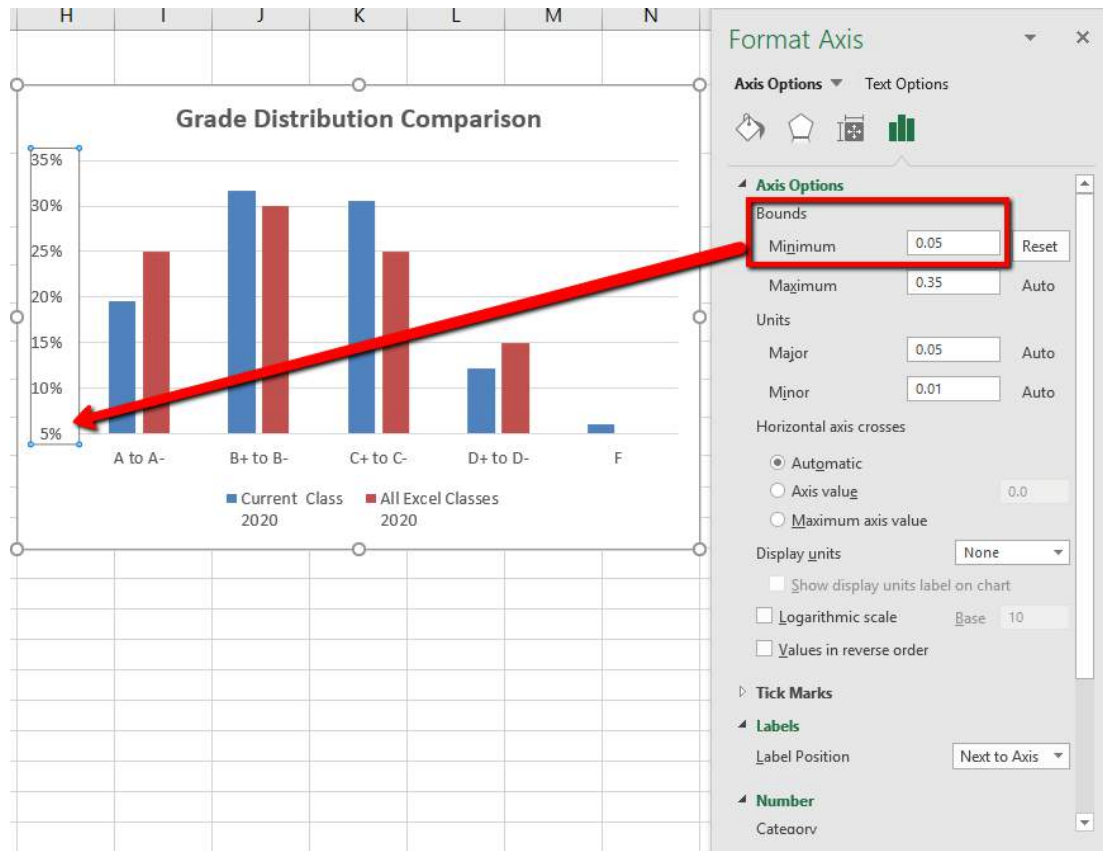 H I J K L M N
Grade Distribution Comparison
35%
30%
25%
20%
15%
10%
5%
A to A- B+ to B- C+ to C- D+ to D- F
Current Class 2020
All Excel Classes 2020
Format Axis
Axis Options Text Options
Axis Options
Bounds
Minimum 0.05 Reset
Maximum 0.35 Auto
Units
Major 0.05 Auto
Minor 0.01 Auto
Horizontal axis crosses
Automatic
Axis value 0.0
Maximum axis value
Display units None
Show display units label on chart
Logarithmic scale Base 10
Values in reverse order
Tick Marks
Labels
Label Position Next to Axis
Number
Category